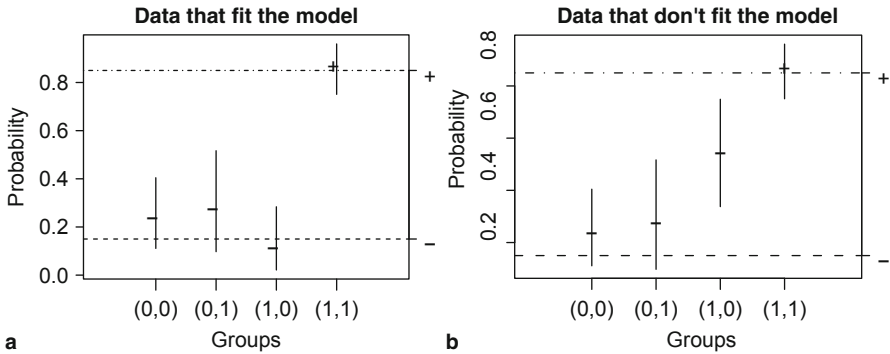 Data that fit the model
Probability
0.8
0.6
0.4
0.2
0.0
+
−
(0,0) (0,1) (1,0) (1,1)
Groups
a
Data that don't fit the model
Probability
0.8
0.6
0.4
0.2
+
−
(0,0) (0,1) (1,0) (1,1)
Groups
b